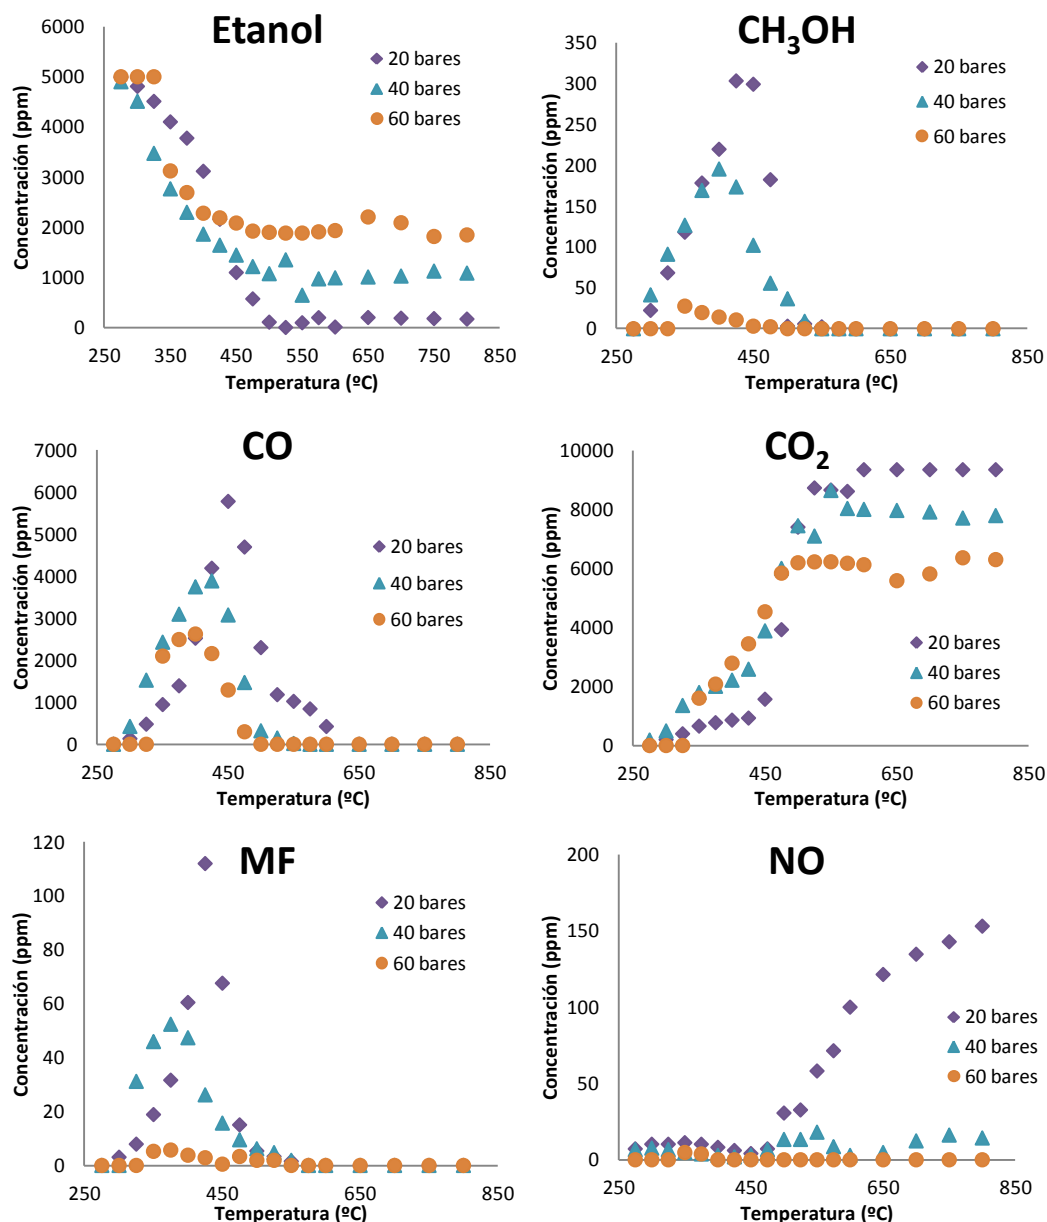 Etanol
Concentración (ppm)
6000
5000
4000
3000
2000
1000
0
250
350
450
550
650
750
850
Temperatura (ºC)
20 bares
40 bares
60 bares
CH3OH
Concentración (ppm)
350
300
250
200
150
100
50
0
250
450
650
850
Temperatura (ºC)
20 bares
40 bares
60 bares
CO
Concentración (ppm)
7000
6000
5000
4000
3000
2000
1000
0
250
450
650
850
Temperatura (ºC)
20 bares
40 bares
60 bares
CO2
Concentración (ppm)
10000
8000
6000
4000
2000
0
250
450
650
850
Temperatura (ºC)
20 bares
40 bares
60 bares
MF
Concentración (ppm)
120
100
80
60
40
20
0
250
450
650
850
Temperatura (ºC)
20 bares
40 bares
60 bares
NO
Concentración (ppm)
200
150
100
50
0
250
450
650
850
Temperatura (ºC)
20 bares
40 bares
60 bares